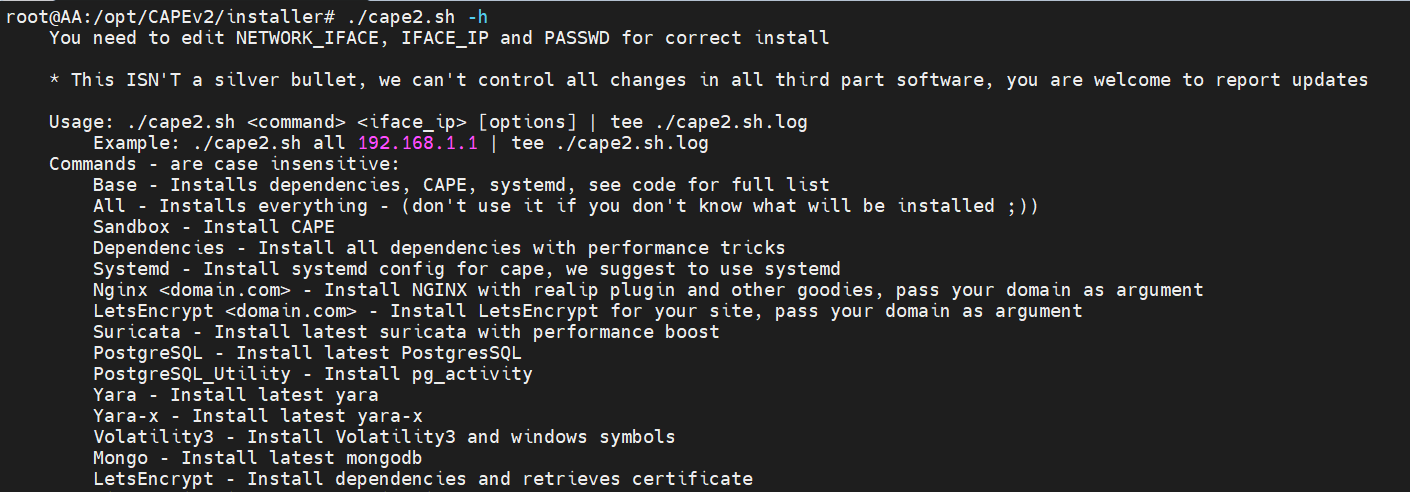 root@AA:/opt/CAPEv2/installer# ./cape2.sh -h
You need to edit NETWORK_IFACE, IFACE_IP and PASSWD for correct install
* This ISN'T a silver bullet, we can't control all changes in all third part software, you are welcome to report updates
Usage: ./cape2.sh <command> <iface_ip> [options] | tee ./cape2.sh.log
Example: ./cape2.sh all 192.168.1.1 | tee ./cape2.sh.log
Commands - are case insensitive:
Base - Installs dependencies, CAPE, systemd, see code for full list
All - Installs everything - (don't use it if you don't know what will be installed ;))
Sandbox - Install CAPE
Dependencies - Install all dependencies with performance tricks
Systemd - Install systemd config for cape, we suggest to use systemd
Nginx <domain.com> - Install NGINX with realip plugin and other goodies, pass your domain as argument
LetsEncrypt <domain.com> - Install LetsEncrypt for your site, pass your domain as argument
Suricata - Install latest suricata with performance boost
PostgreSQL - Install latest PostgresSQL
PostgreSQL_Utility - Install pg_activity
Yara - Install latest yara
Yara-x - Install latest yara-x
Volatility3 - Install Volatility3 and windows symbols
Mongo - Install latest mongodb
LetsEncrypt - Install dependencies and retrieves certificate